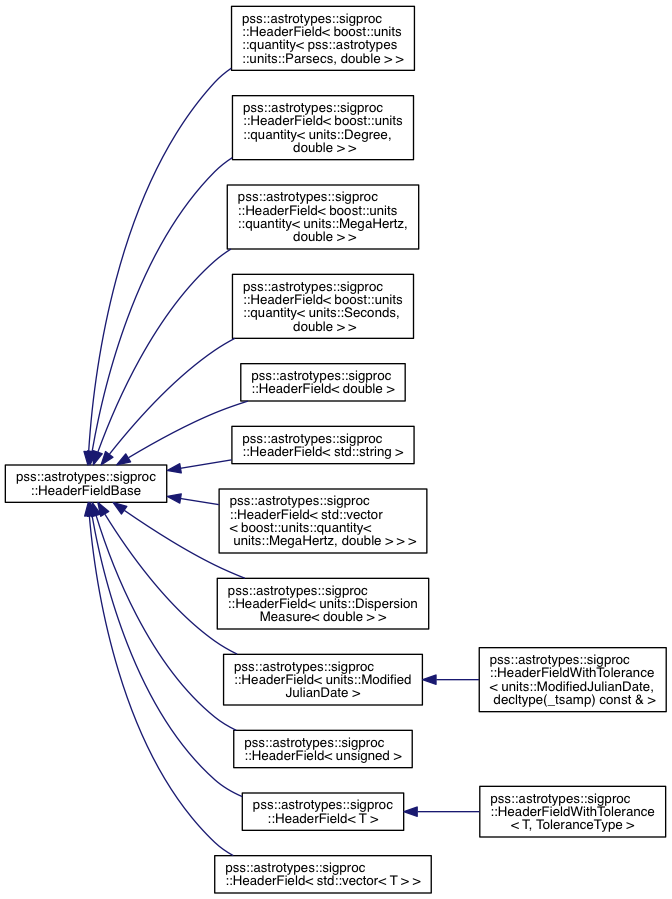 pss::astrotypes::sigproc
::HeaderField< boost::units
::quantity< pss::astrotypes
::units::Parsecs, double > >
pss::astrotypes::sigproc
::HeaderField< boost::units
::quantity< units::Degree,
double > >
pss::astrotypes::sigproc
::HeaderField< boost::units
::quantity< units::MegaHertz,
double > >
pss::astrotypes::sigproc
::HeaderField< boost::units
::quantity< units::Seconds,
double > >
pss::astrotypes::sigproc
::HeaderField< double >
pss::astrotypes::sigproc
::HeaderField< std::string >
pss::astrotypes::sigproc
::HeaderFieldBase
pss::astrotypes::sigproc
::HeaderField< std::vector
< boost::units::quantity<
units::MegaHertz, double > > >
pss::astrotypes::sigproc
::HeaderField< units::Dispersion
Measure< double > >
pss::astrotypes::sigproc
::HeaderField< units::Modified
JulianDate >
pss::astrotypes::sigproc
::HeaderFieldWithTolerance
< units::ModifiedJulianDate,
decltype(_tsamp) const & >
pss::astrotypes::sigproc
::HeaderField< unsigned >
pss::astrotypes::sigproc
::HeaderField< T >
pss::astrotypes::sigproc
::HeaderFieldWithTolerance
< T, ToleranceType >
pss::astrotypes::sigproc
::HeaderField< std::vector< T > >